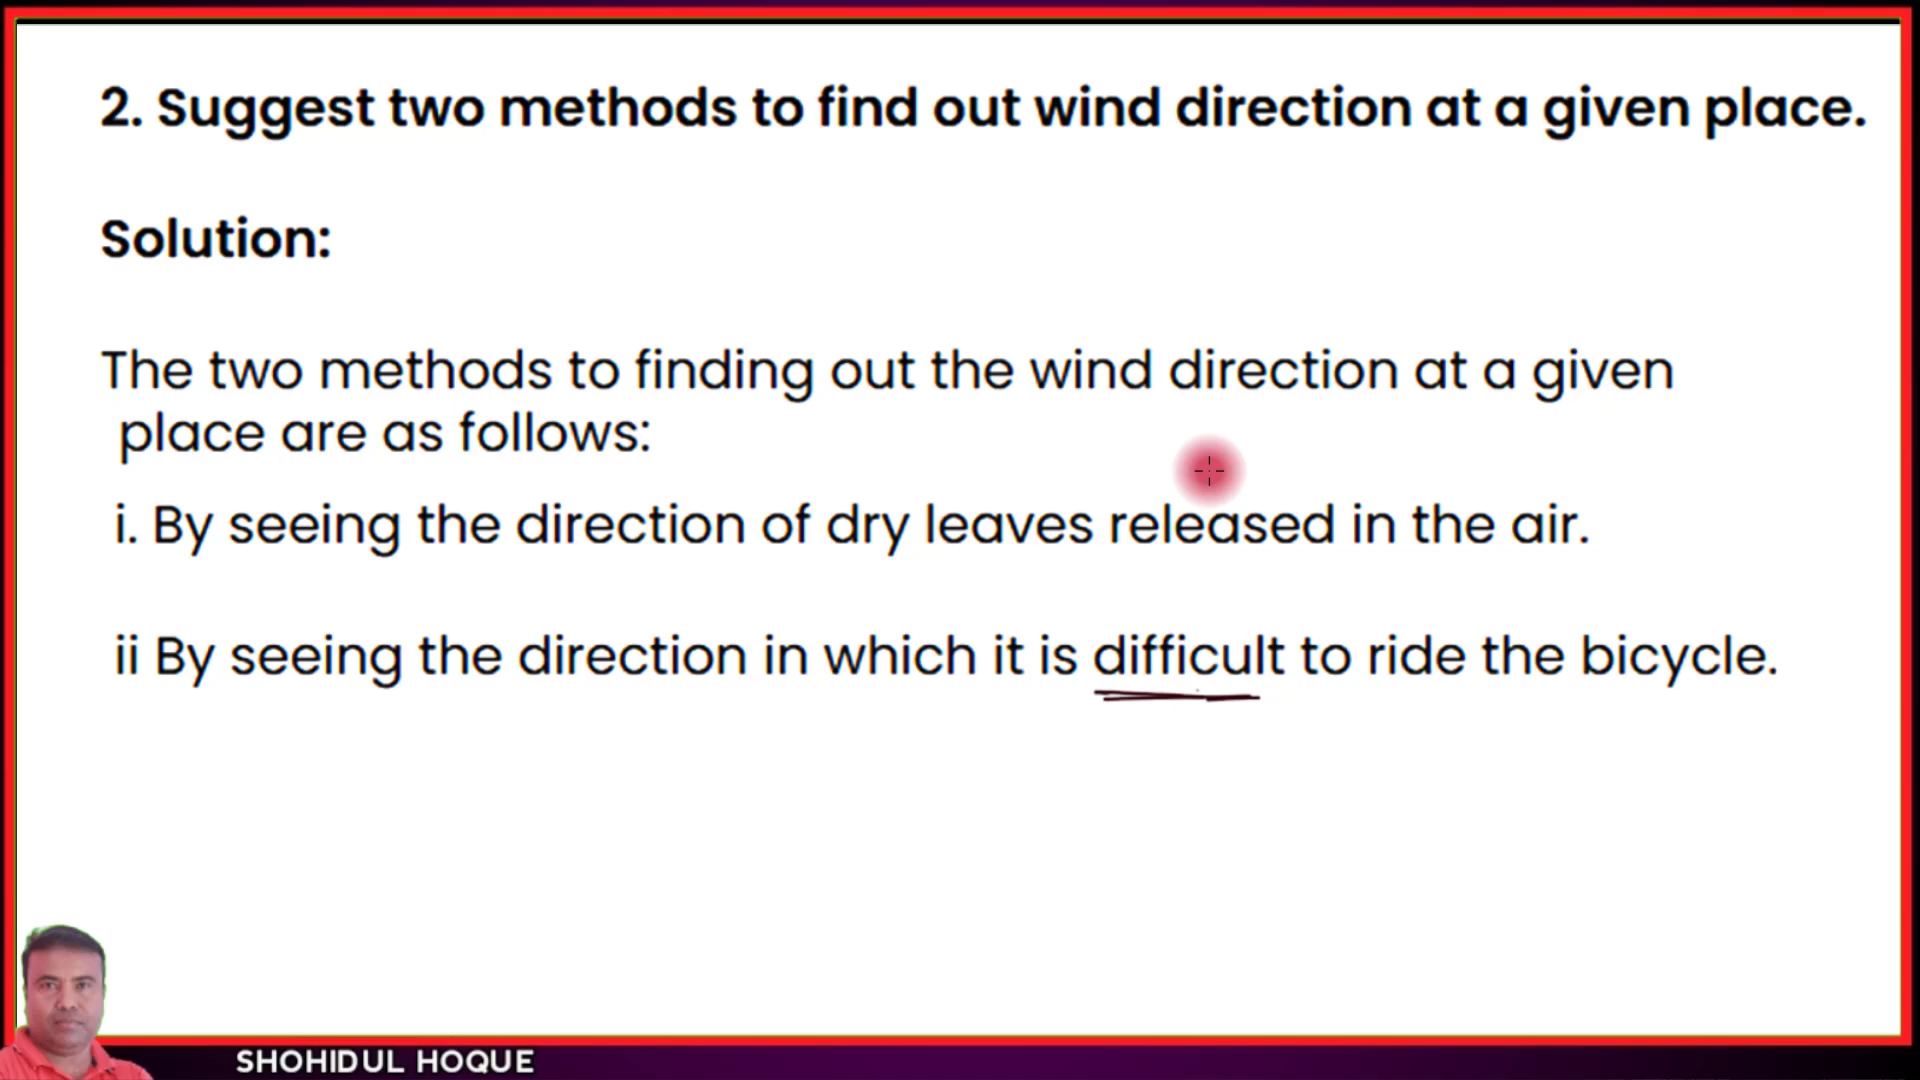 2. Suggest two methods to find out wind direction at a given place.
Solution:
The two methods to finding out the wind direction at a given
place are as follows:
i. By seeing the direction of dry leaves released in the air.
ii By seeing the direction in which it is difficult to ride the bicycle.
SHOHIDUL HOQUE